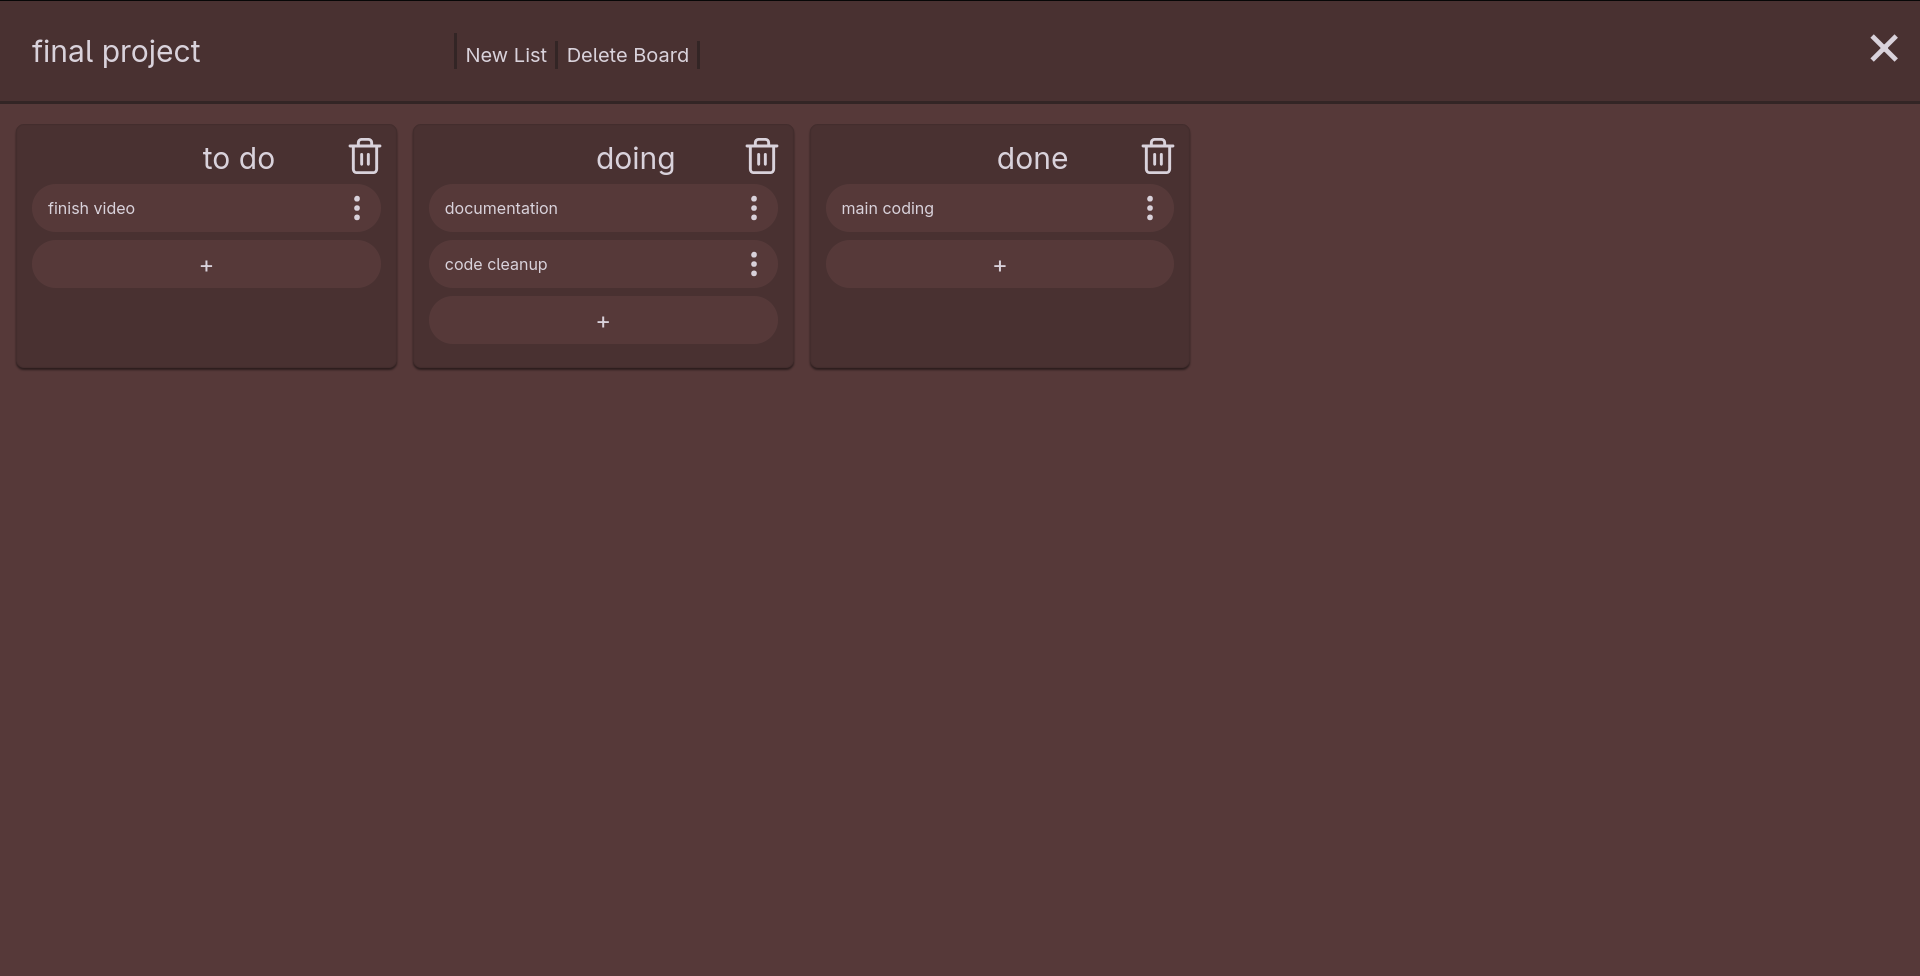 final project
New List
Delete Board
to do
finish video
+
doing
documentation
code cleanup
+
done
main coding
+